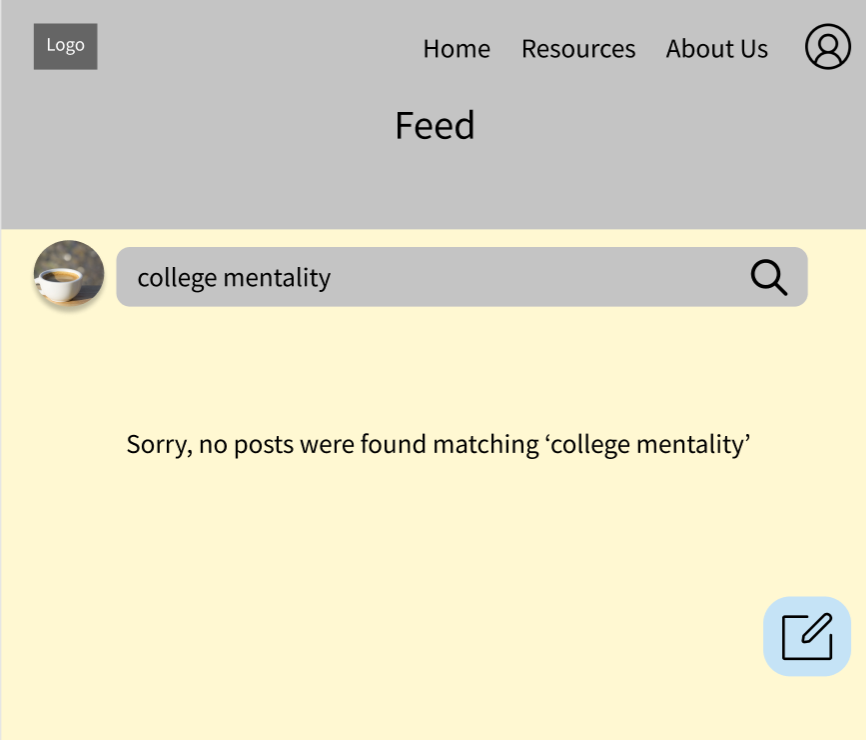 Logo
Home Resources About Us
Feed
college mentality
Sorry, no posts were found matching ‘college mentality’